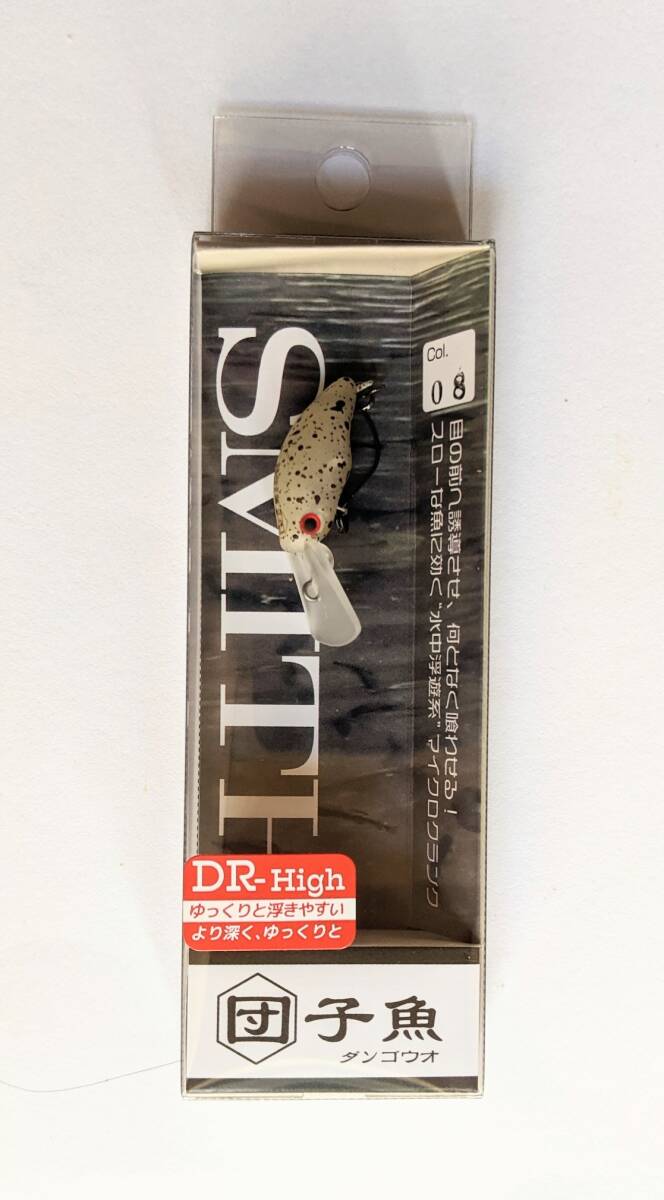 SMITH
Col.
08
目の前へ誘導させ、何となく喰わせる！
スローな魚に効く"水中浮遊系"マイクロクランク
DR-High
ゆっくりと浮きやすい
より深く、ゆっくりと
団子魚
ダンゴウオ